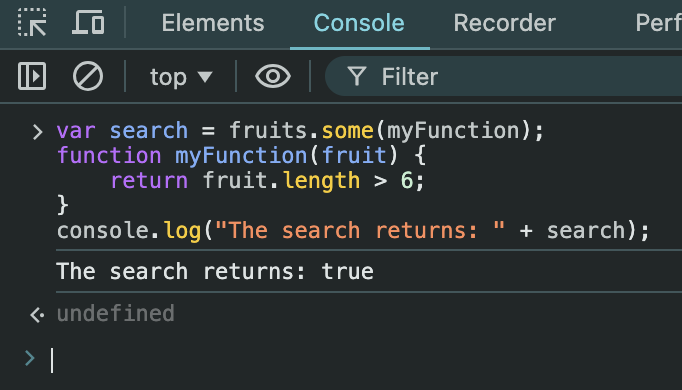 Elements Console Recorder Perf
top ▼ Filter
> var search = fruits.some(myFunction);
function myFunction(fruit) {
    return fruit.length > 6;
}
console.log("The search returns: " + search);
The search returns: true
undefined
>